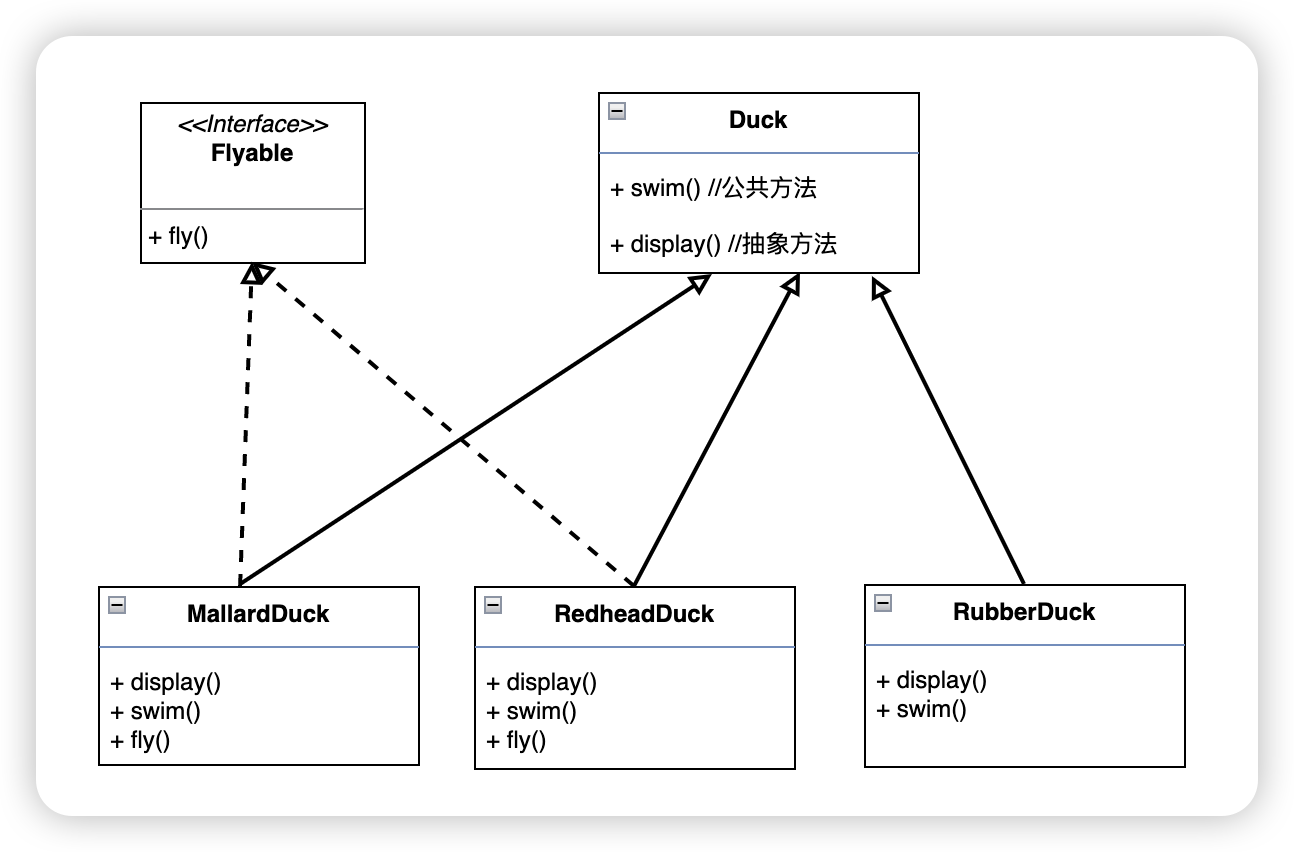 <<Interface>>
Flyable
+ fly()
Duck
+ swim() //公共方法
+ display() //抽象方法
MallardDuck
+ display()
+ swim()
+ fly()
RedheadDuck
+ display()
+ swim()
+ fly()
RubberDuck
+ display()
+ swim()